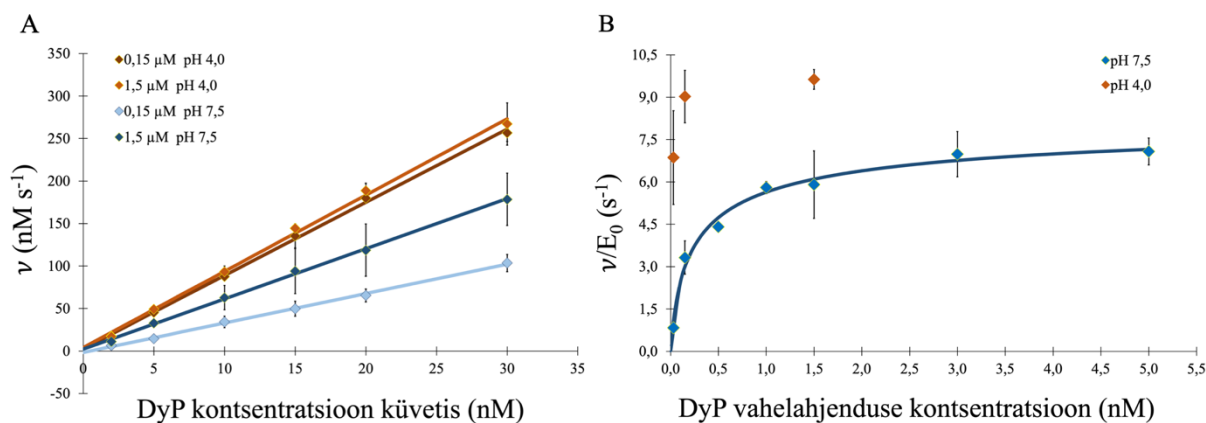 A
ν (nM s⁻¹)
350
300
250
200
150
100
50
0
-50
0,15 µM pH 4,0
1,5 µM pH 4,0
0,15 µM pH 7,5
1,5 µM pH 7,5
0 5 10 15 20 25 30 35
DyP kontsentratsioon küvetis (nM)
B
ν/E₀ (s⁻¹)
10,5
9,0
7,5
6,0
4,5
3,0
1,5
0,0
pH 7,5
pH 4,0
0,0 0,5 1,0 1,5 2,0 2,5 3,0 3,5 4,0 4,5 5,0 5,5
DyP vahelahjenduse kontsentratsioon (nM)